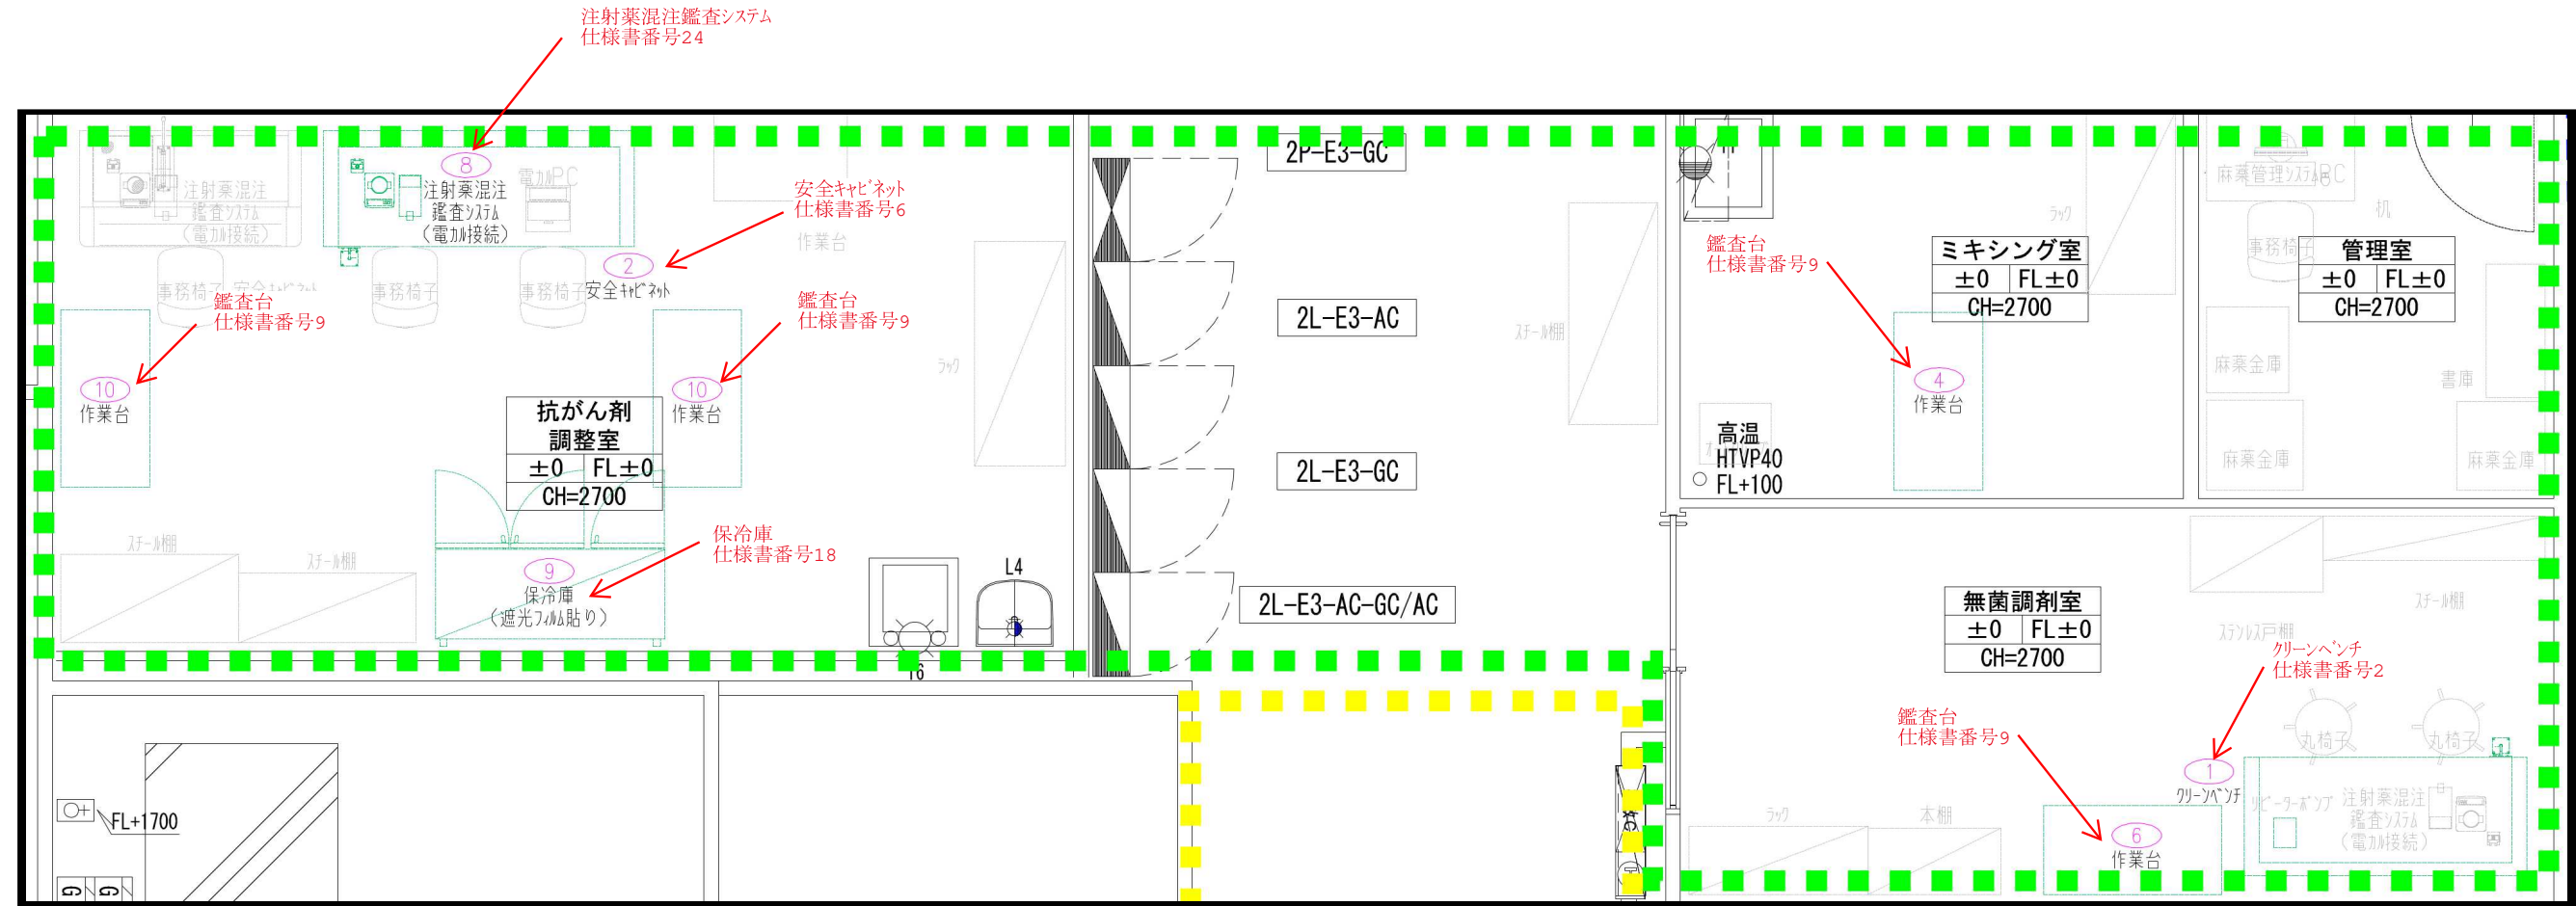 注射薬混注鑑査システム
仕様書番号24
8
注射薬混注
鑑査システム
(電カル接続)
注射薬混注
鑑査システム
(電カル接続)
電カルPC
安全キャビネット
仕様書番号6
作業台
2
安全キャビネット
事務椅子
事務椅子
事務椅子
鑑査台
仕様書番号9
10
作業台
鑑査台
仕様書番号9
10
作業台
ラック
抗がん剤
調整室
±0 FL±0
CH=2700
スチール棚
スチール棚
保冷庫
仕様書番号18
9
保冷庫
(遮光フィルム貼り)
L4
2P-E3-GC
2L-E3-AC
2L-E3-GC
2L-E3-AC-GC/AC
スチール棚
鑑査台
仕様書番号9
4
作業台
ラック
ミキシング室
±0 FL±0
CH=2700
高温
HTVP40
FL+100
麻薬管理システム
机
事務椅子
管理室
±0 FL±0
CH=2700
麻薬金庫
書庫
麻薬金庫
麻薬金庫
無菌調剤室
±0 FL±0
CH=2700
スチール棚
ステンレス戸棚
クリーンベンチ
仕様書番号2
鑑査台
仕様書番号9
丸椅子
丸椅子
1
クリーンベンチ
リピーターポンプ
注射薬混注
鑑査システム
(電カル接続)
ラック
本棚
6
作業台
FL+1700
G
G